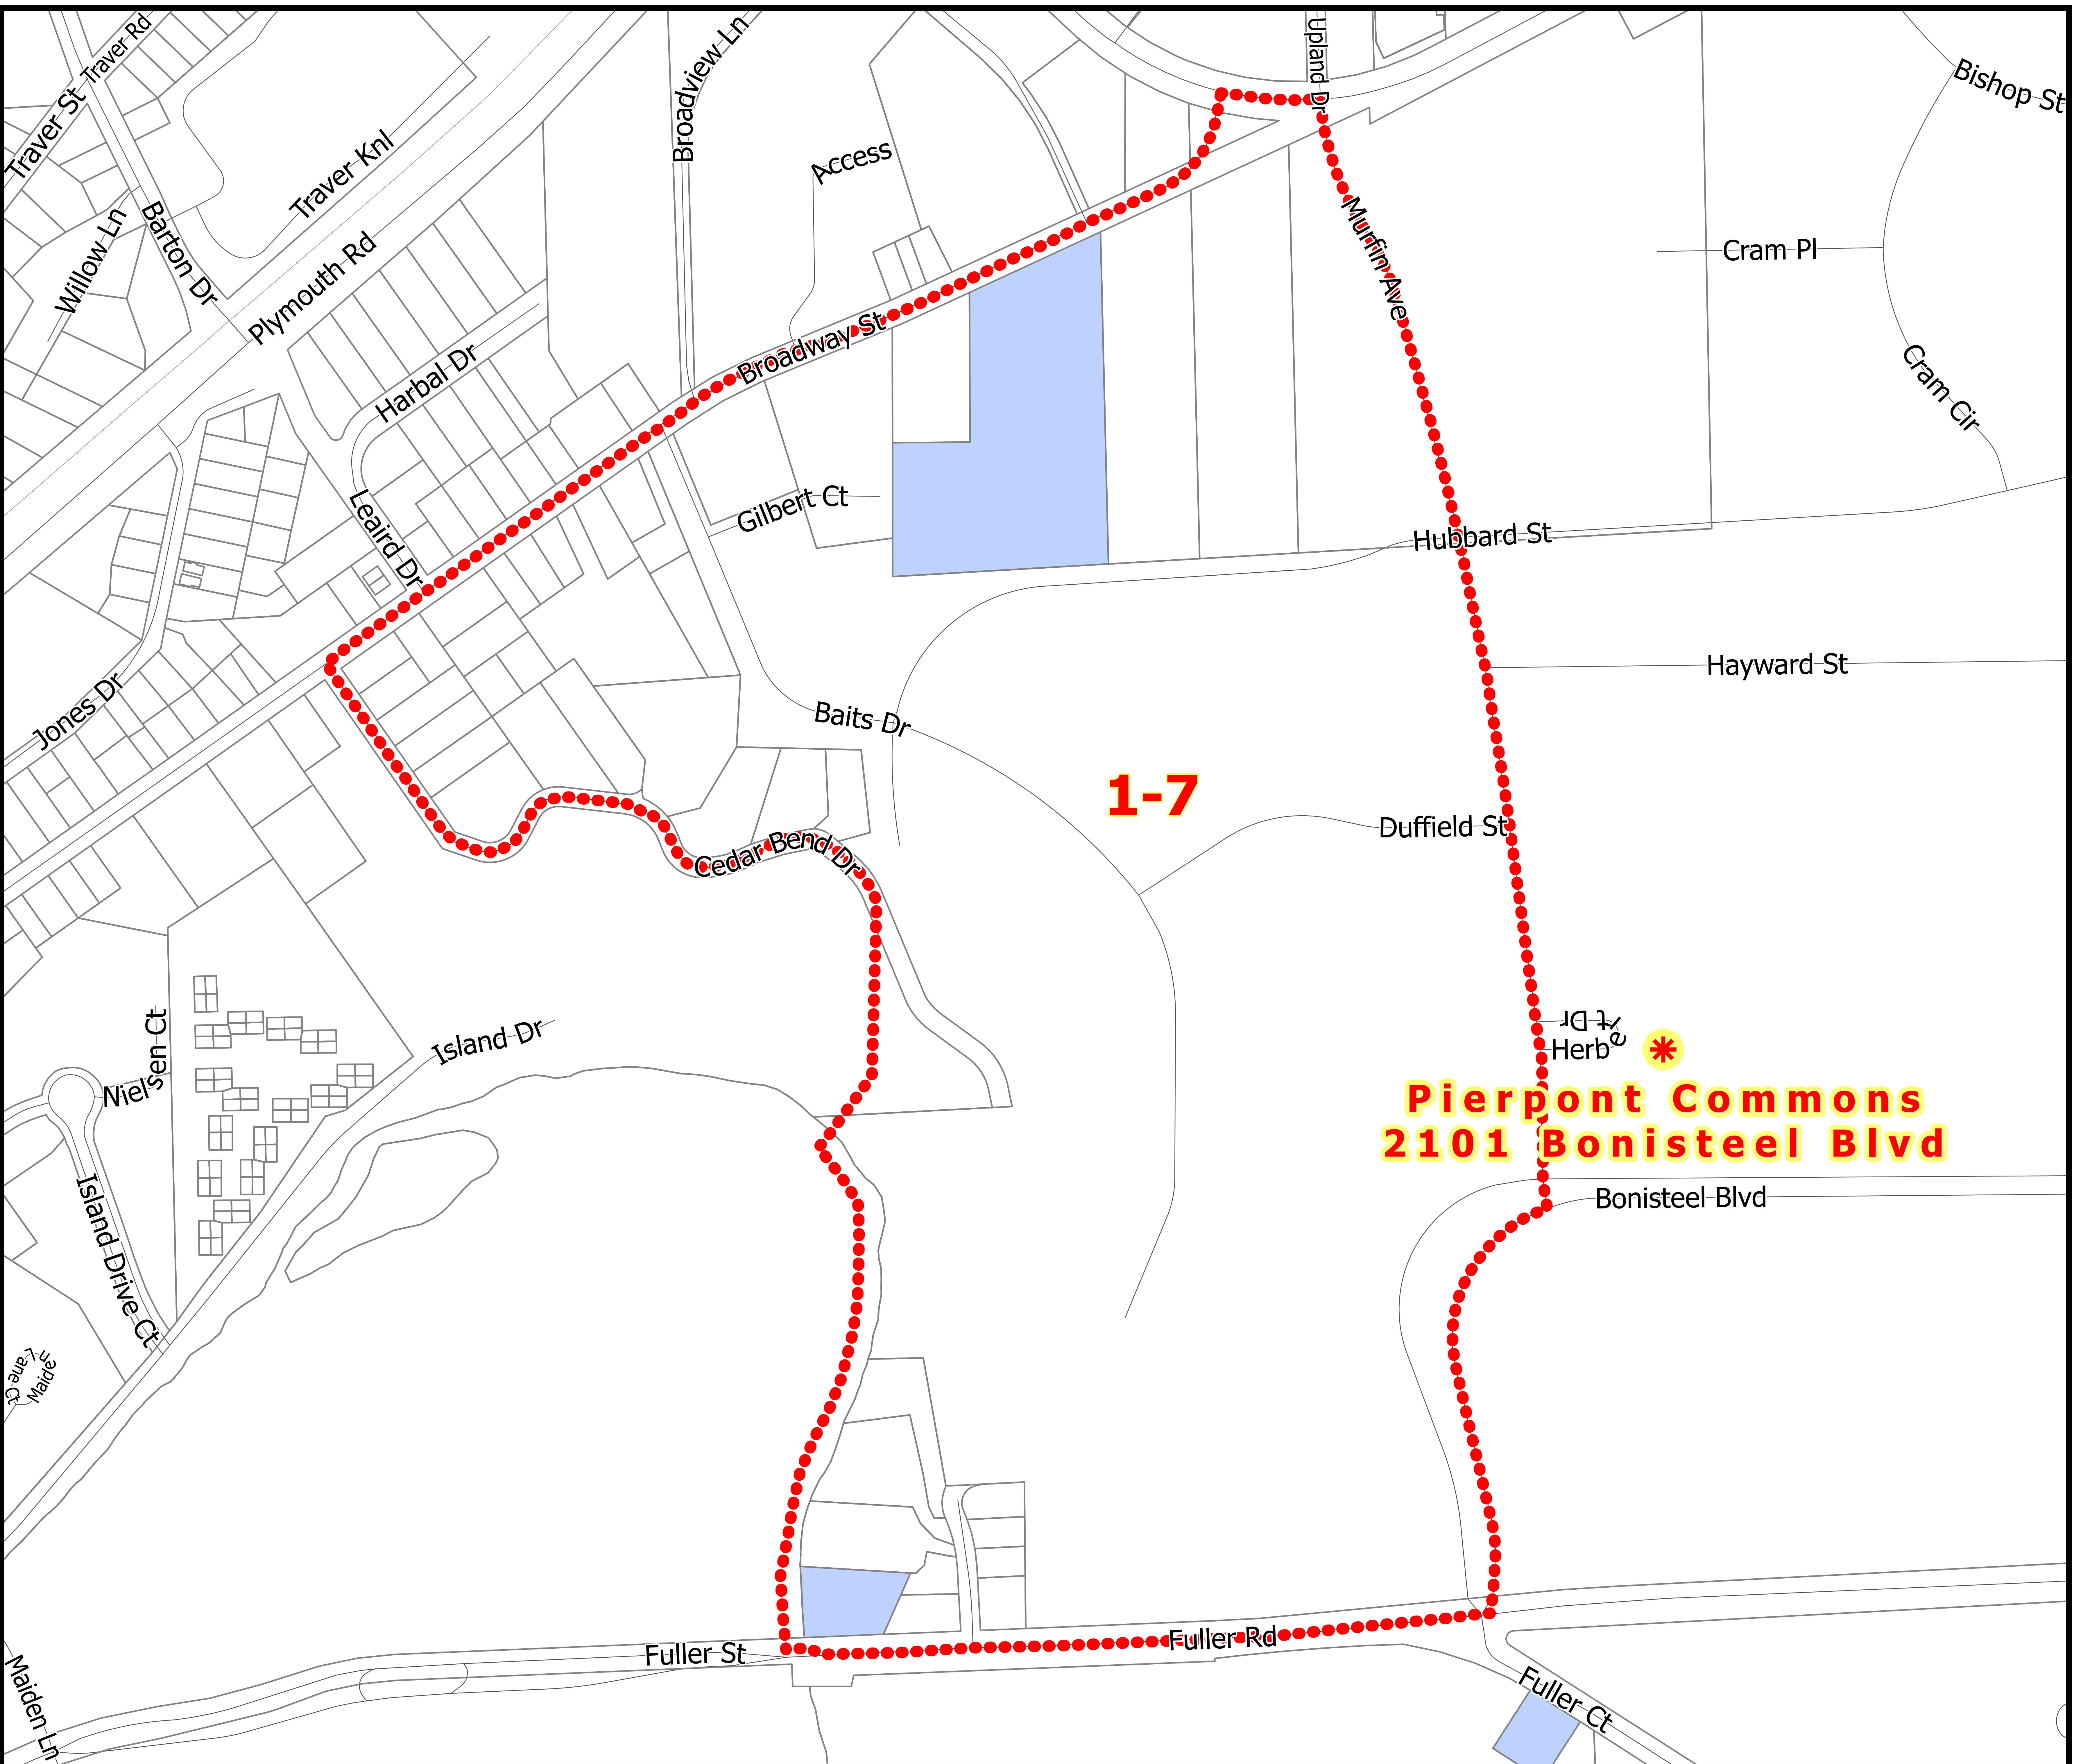 Traver Rd
Broadview Ln
Upland Dr
Bishop St
Traver St
Traver Knl
Access
Willow Ln
Barton Dr
Plymouth Rd
Murfin Ave
Cram Pl
Harbal Dr
Broadway St
Cram Cir
Leaird Dr
Gilbert Ct
Hubbard St
Jones Dr
Baits Dr
Hayward St
1-7
Cedar Bend Dr
Duffield St
Nielsen Ct
Island Dr
Herbert Dr
Pierpont Commons
2101 Bonisteel Blvd
Bonisteel Blvd
Island Drive Ct
Maiden Lane Ct
Fuller St
Fuller Rd
Maiden Ln
Fuller Ct